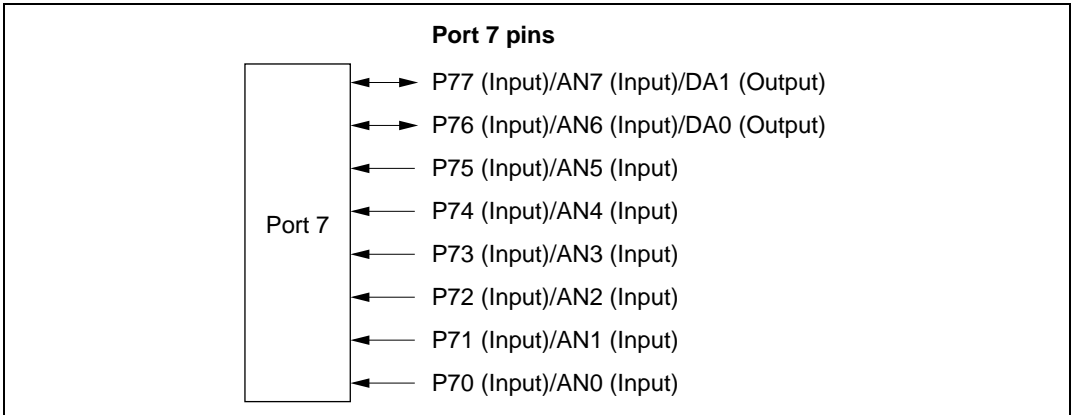 Port 7 pins
P77 (Input)/AN7 (Input)/DA1 (Output)
P76 (Input)/AN6 (Input)/DA0 (Output)
P75 (Input)/AN5 (Input)
P74 (Input)/AN4 (Input)
Port 7
P73 (Input)/AN3 (Input)
P72 (Input)/AN2 (Input)
P71 (Input)/AN1 (Input)
P70 (Input)/AN0 (Input)